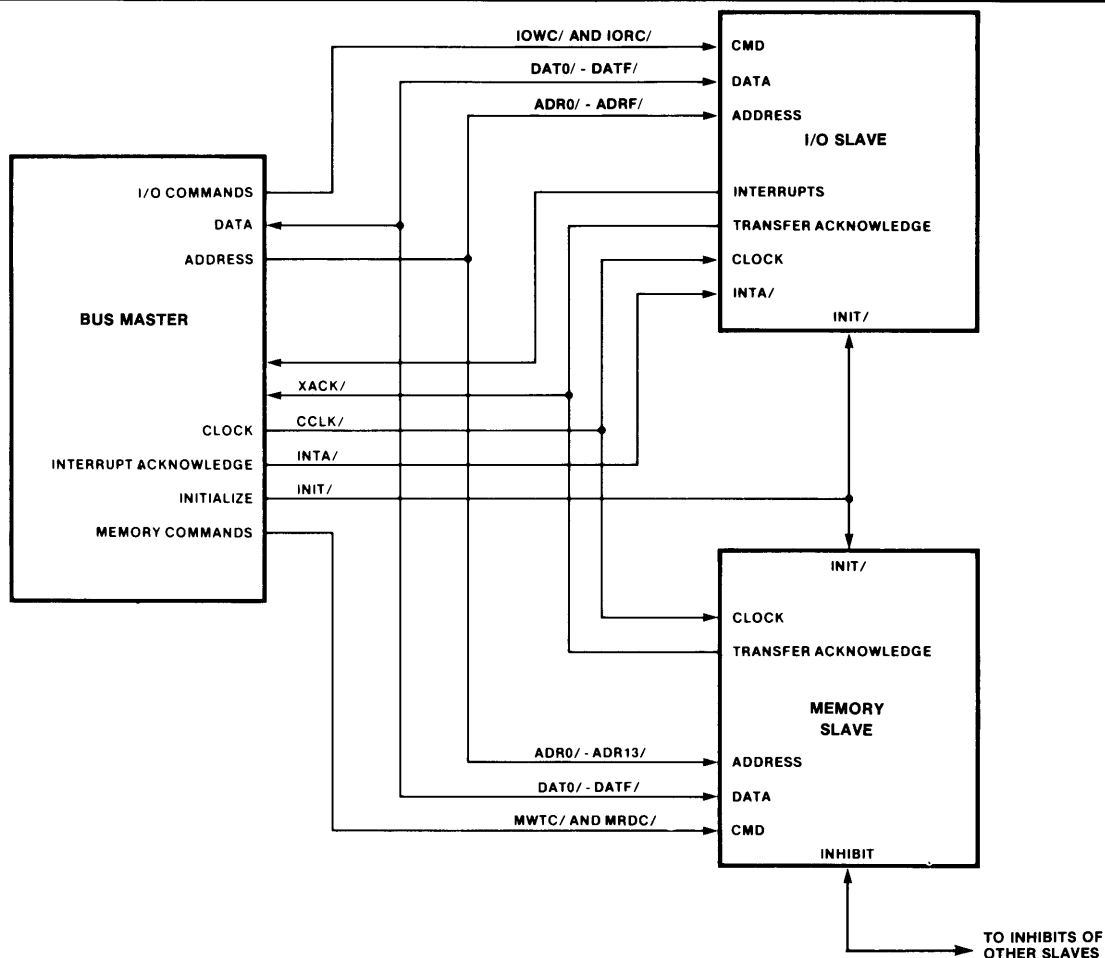 IOWC/ AND IORC/
CMD
DAT0/ - DATF/
DATA
ADR0/ - ADRF/
ADDRESS
I/O SLAVE
I/O COMMANDS
INTERRUPTS
DATA
TRANSFER ACKNOWLEDGE
ADDRESS
CLOCK
INTA/
BUS MASTER
INIT/
XACK/
CLOCK
CCLK/
INTERRUPT ACKNOWLEDGE
INTA/
INITIALIZE
INIT/
MEMORY COMMANDS
INIT/
CLOCK
TRANSFER ACKNOWLEDGE
MEMORY
SLAVE
ADR0/ - ADR13/
ADDRESS
DAT0/ - DATF/
DATA
MWTC/ AND MRDC/
CMD
INHIBIT
TO INHIBITS OF
OTHER SLAVES